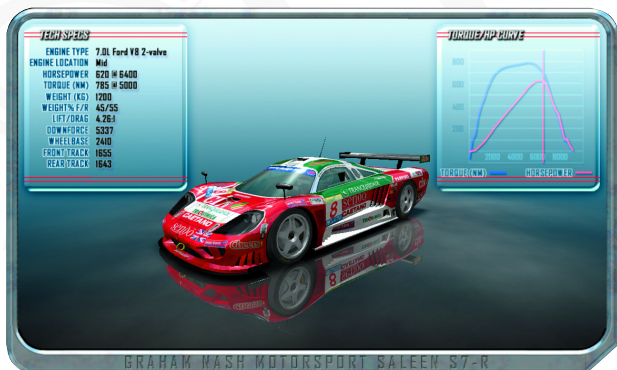 TECH SPECS
ENGINE TYPE 7.0L Ford V8 2-valve
ENGINE LOCATION Mid
HORSEPOWER 620 @ 6400
TORQUE (NM) 785 @ 5000
WEIGHT (KG) 1200
WEIGHT% F/R 45/55
LIFT/DRAG 4.26:1
DOWNFORCE 5337
WHEELBASE 2410
FRONT TRACK 1655
REAR TRACK 1643
TORQUE/HP CURVE
800
600
400
200
2000 4000 6000 8000
TORQUE (NM) HORSEPOWER
8
CAETANO
8
GRAHAM NASH MOTORSPORT SALEEN S7-R